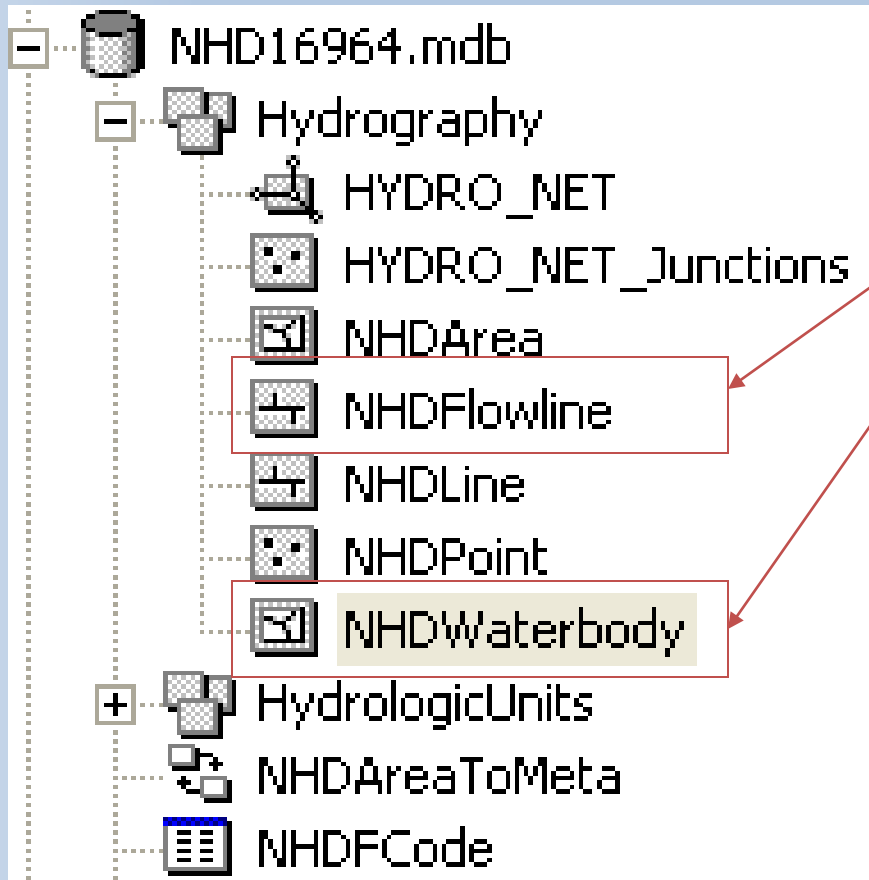 NHD16964.mdb
Hydrography
HYDRO_NET
HYDRO_NET_Junctions
NHDArea
NHDFlowline
NHDLine
NHDPoint
NHDWaterbody
HydrologicUnits
NHDAreaToMeta
NHDFCode